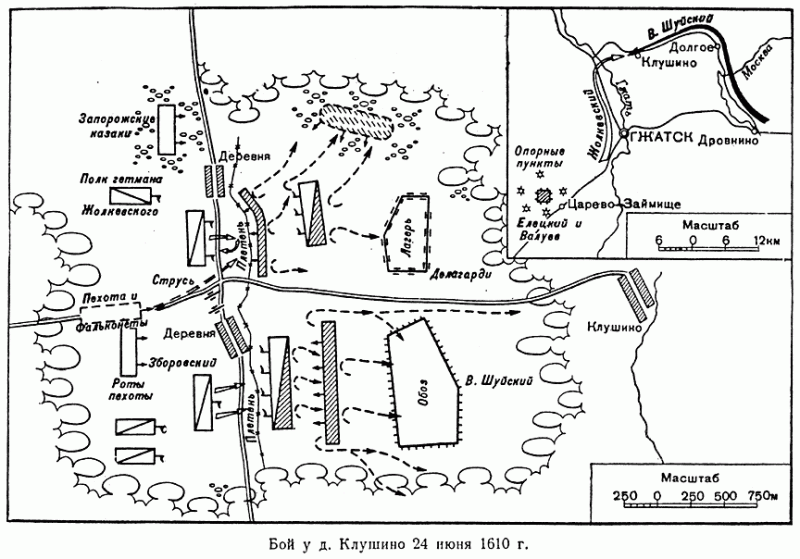 Запорожские
казаки
Деревня
Полк гетмана
Жолкевского
Плетень
Лагерь
Делагарди
Струсь
Пехота и
Фальконеты
Деревня
Зборовский
Роты
пехоты
Плетень
Обоз
В. Шуйский
Клушино
В. Шуйский
Долгое
Клушино
Москва
Гжать
Жолкевский
ГЖАТСК
Дровнино
Опорные
пункты
Царево-Займище
Елецкий и
Валуев
Масштаб
6 0 6 12км
Масштаб
250 0 250 500 750м
Бой у д. Клушино 24 июня 1610 г.